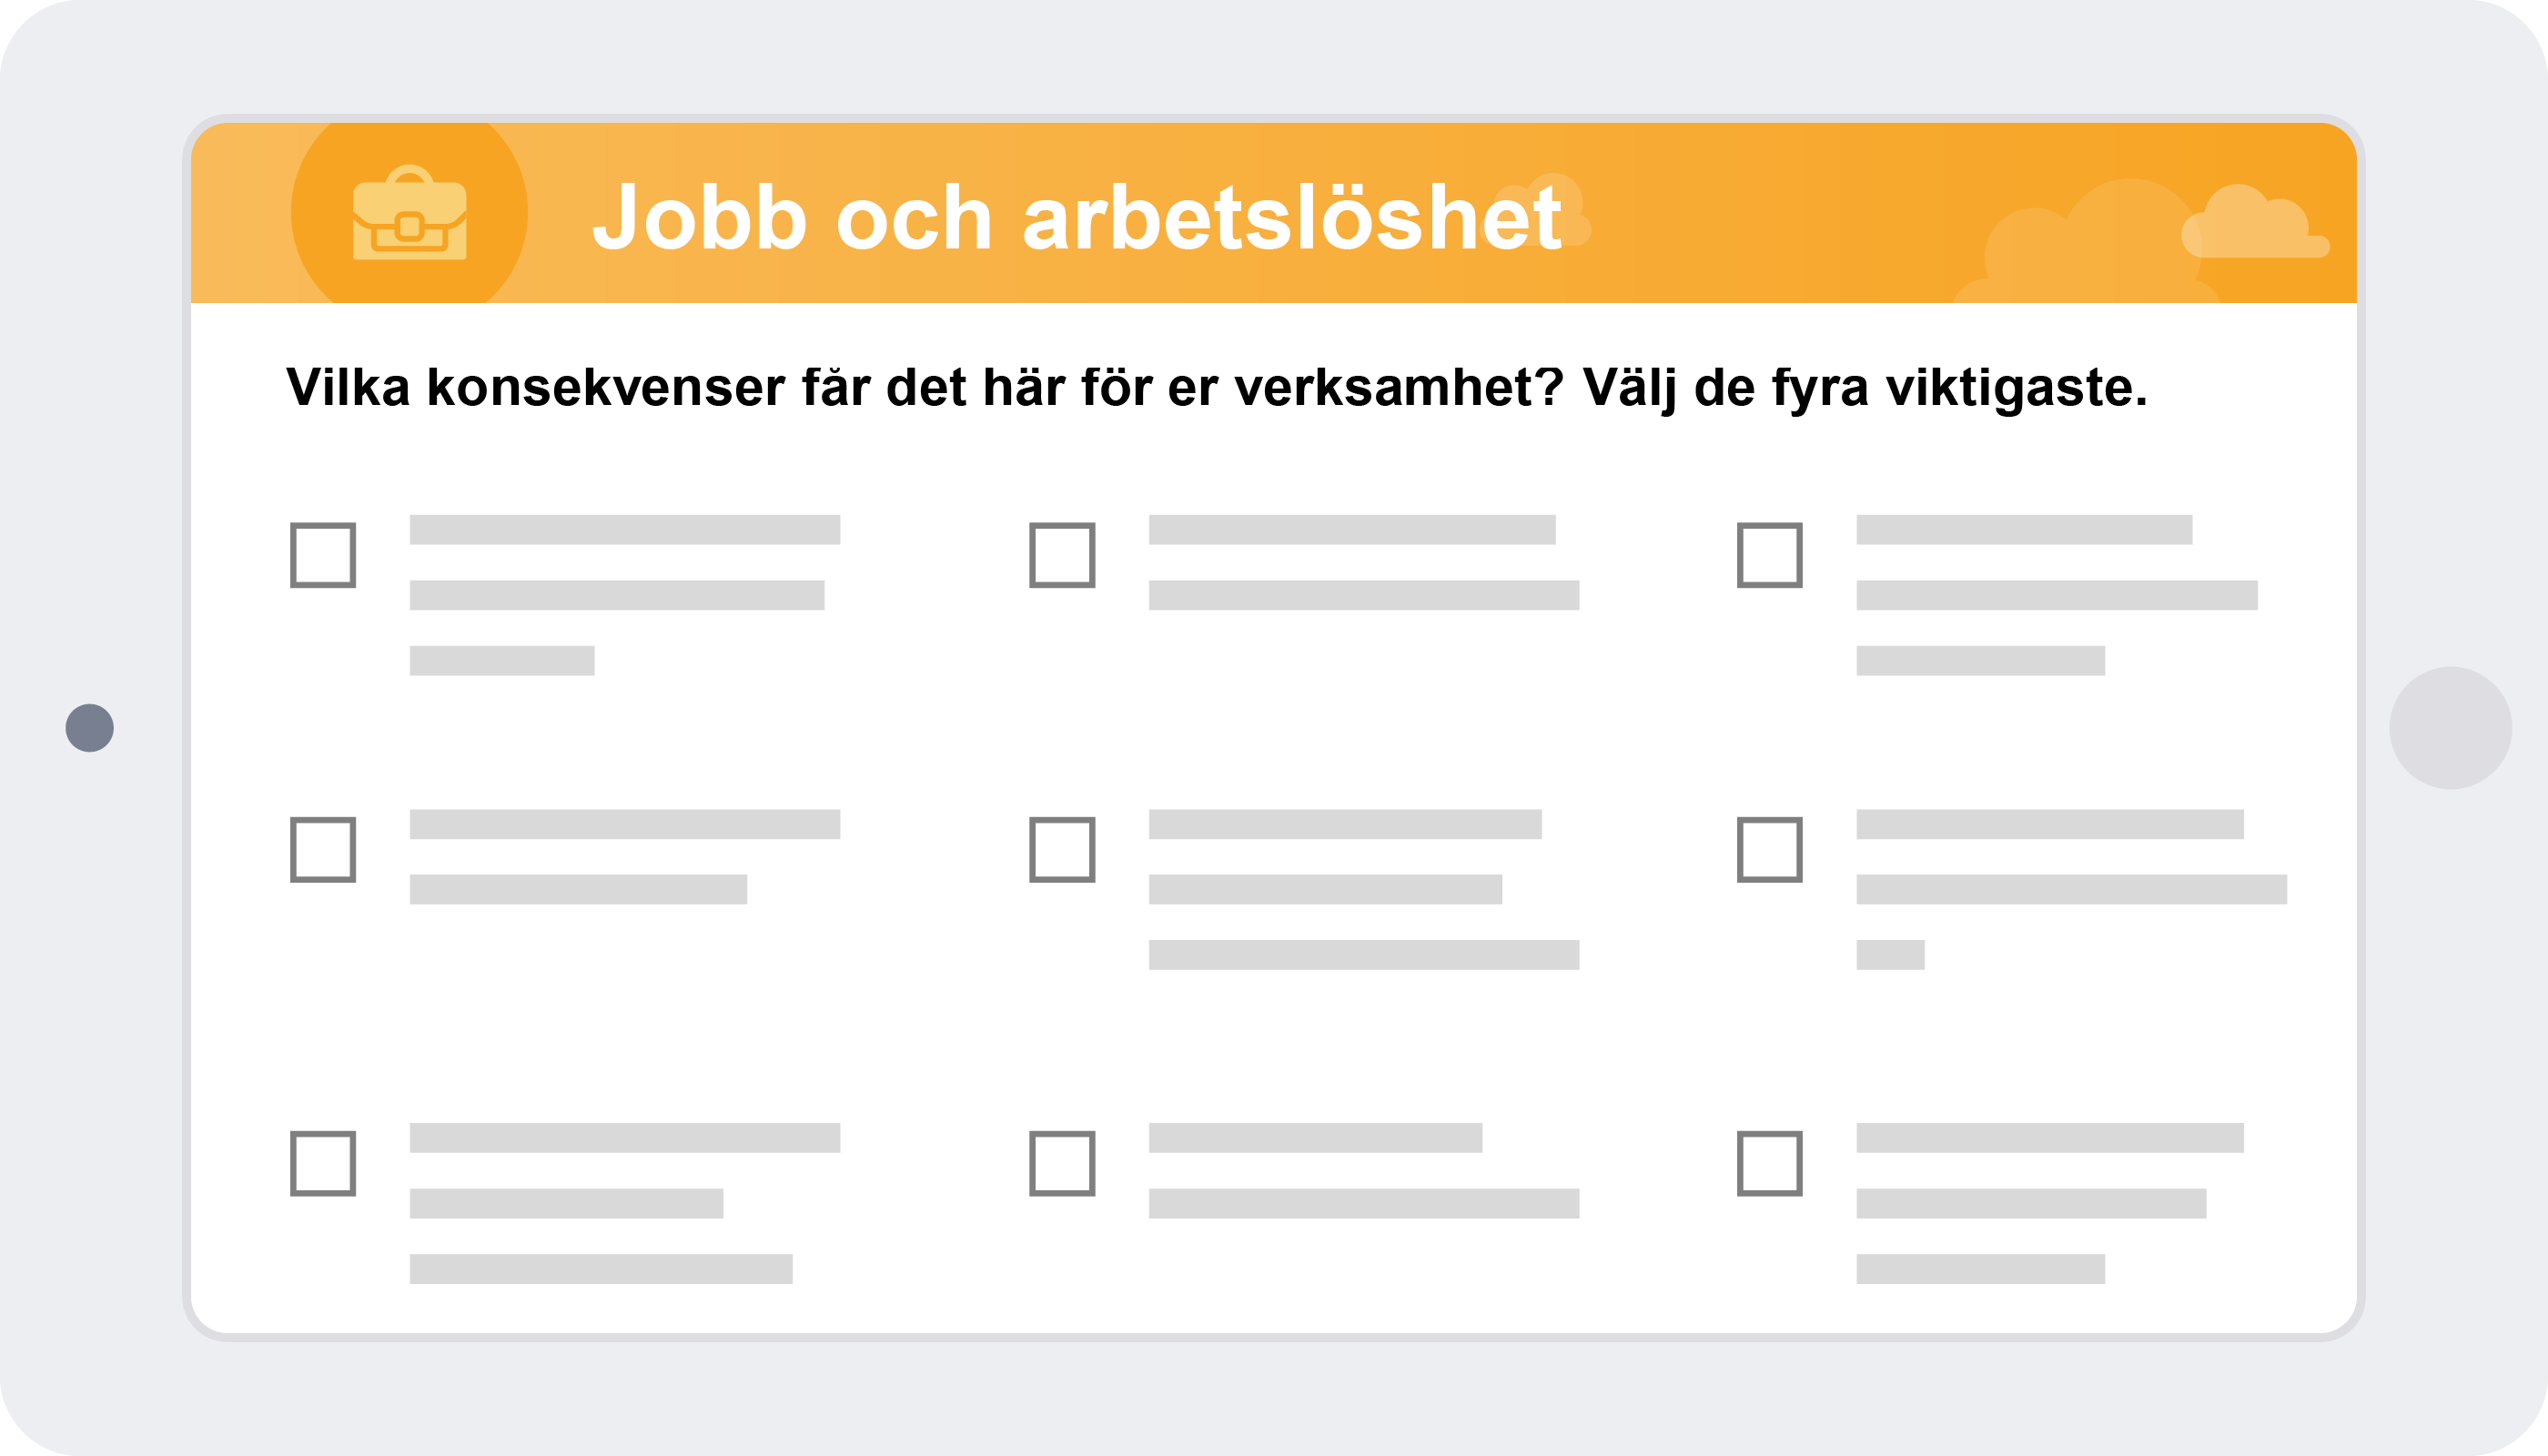 Jobb och arbetslöshet
Vilka konsekvenser får det här för er verksamhet? Välj de fyra viktigaste.